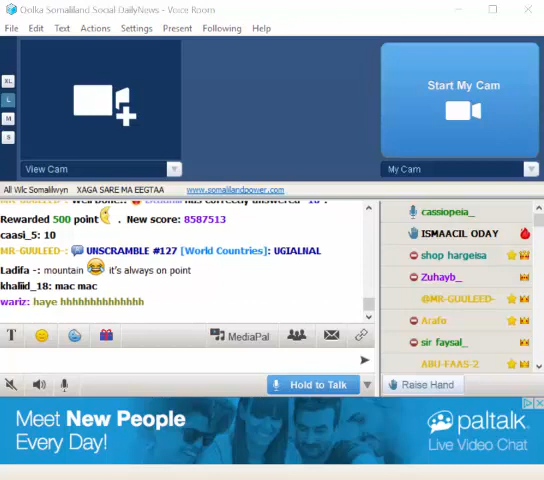 Oolka Somaliland Social DailyNews - Voice Room
File Edit Text Actions Settings Present Following Help
XL
L
M
S
Start My Cam
View Cam
My Cam
All Wlc Somalilwyn XAGA SARE MA EEGTAA www.somalilandpower.com
Rewarded 500 point . New score: 8587513
caasi_5: 10
MR-GUULEED-: UNSCRAMBLE #127 [World Countries]: UGIALNAL
Ladifa -: mountain it's always on point
khaliid_18: mac mac
wariz: haye hhhhhhhhhhhhhh
cassiopeia_
ISMAACIL ODAY
shop hargeisa
Zuhayb_
@MR-GUULEED-
Arafo
sir faysal_
ABU-FAAS-2
T
MediaPal
Hold to Talk
Raise Hand
Meet New People
Every Day!
paltalk
Live Video Chat